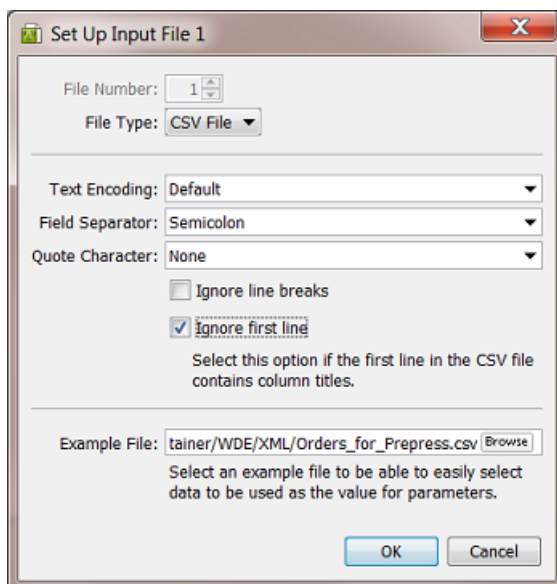 Set Up Input File 1
File Number: 1
File Type: CSV File
Text Encoding: Default
Field Separator: Semicolon
Quote Character: None
Ignore line breaks
Ignore first line
Select this option if the first line in the CSV file
contains column titles.
Example File: tainer/WDE/XML/Orders_for_Prepress.csv Browse
Select an example file to be able to easily select
data to be used as the value for parameters.
OK Cancel